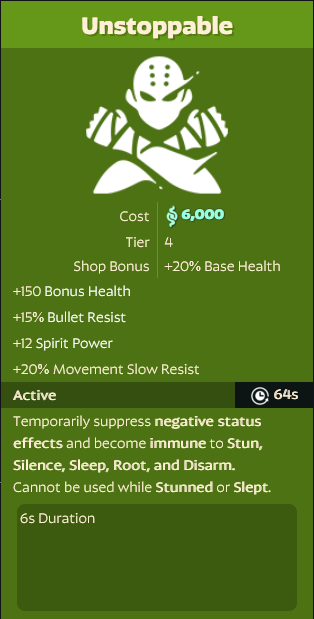 Unstoppable
Cost 6,000
Tier 4
Shop Bonus +20% Base Health
+150 Bonus Health
+15% Bullet Resist
+12 Spirit Power
+20% Movement Slow Resist
Active 64s
Temporarily suppress negative status
effects and become immune to Stun,
Silence, Sleep, Root, and Disarm.
Cannot be used while Stunned or Slept.
6s Duration